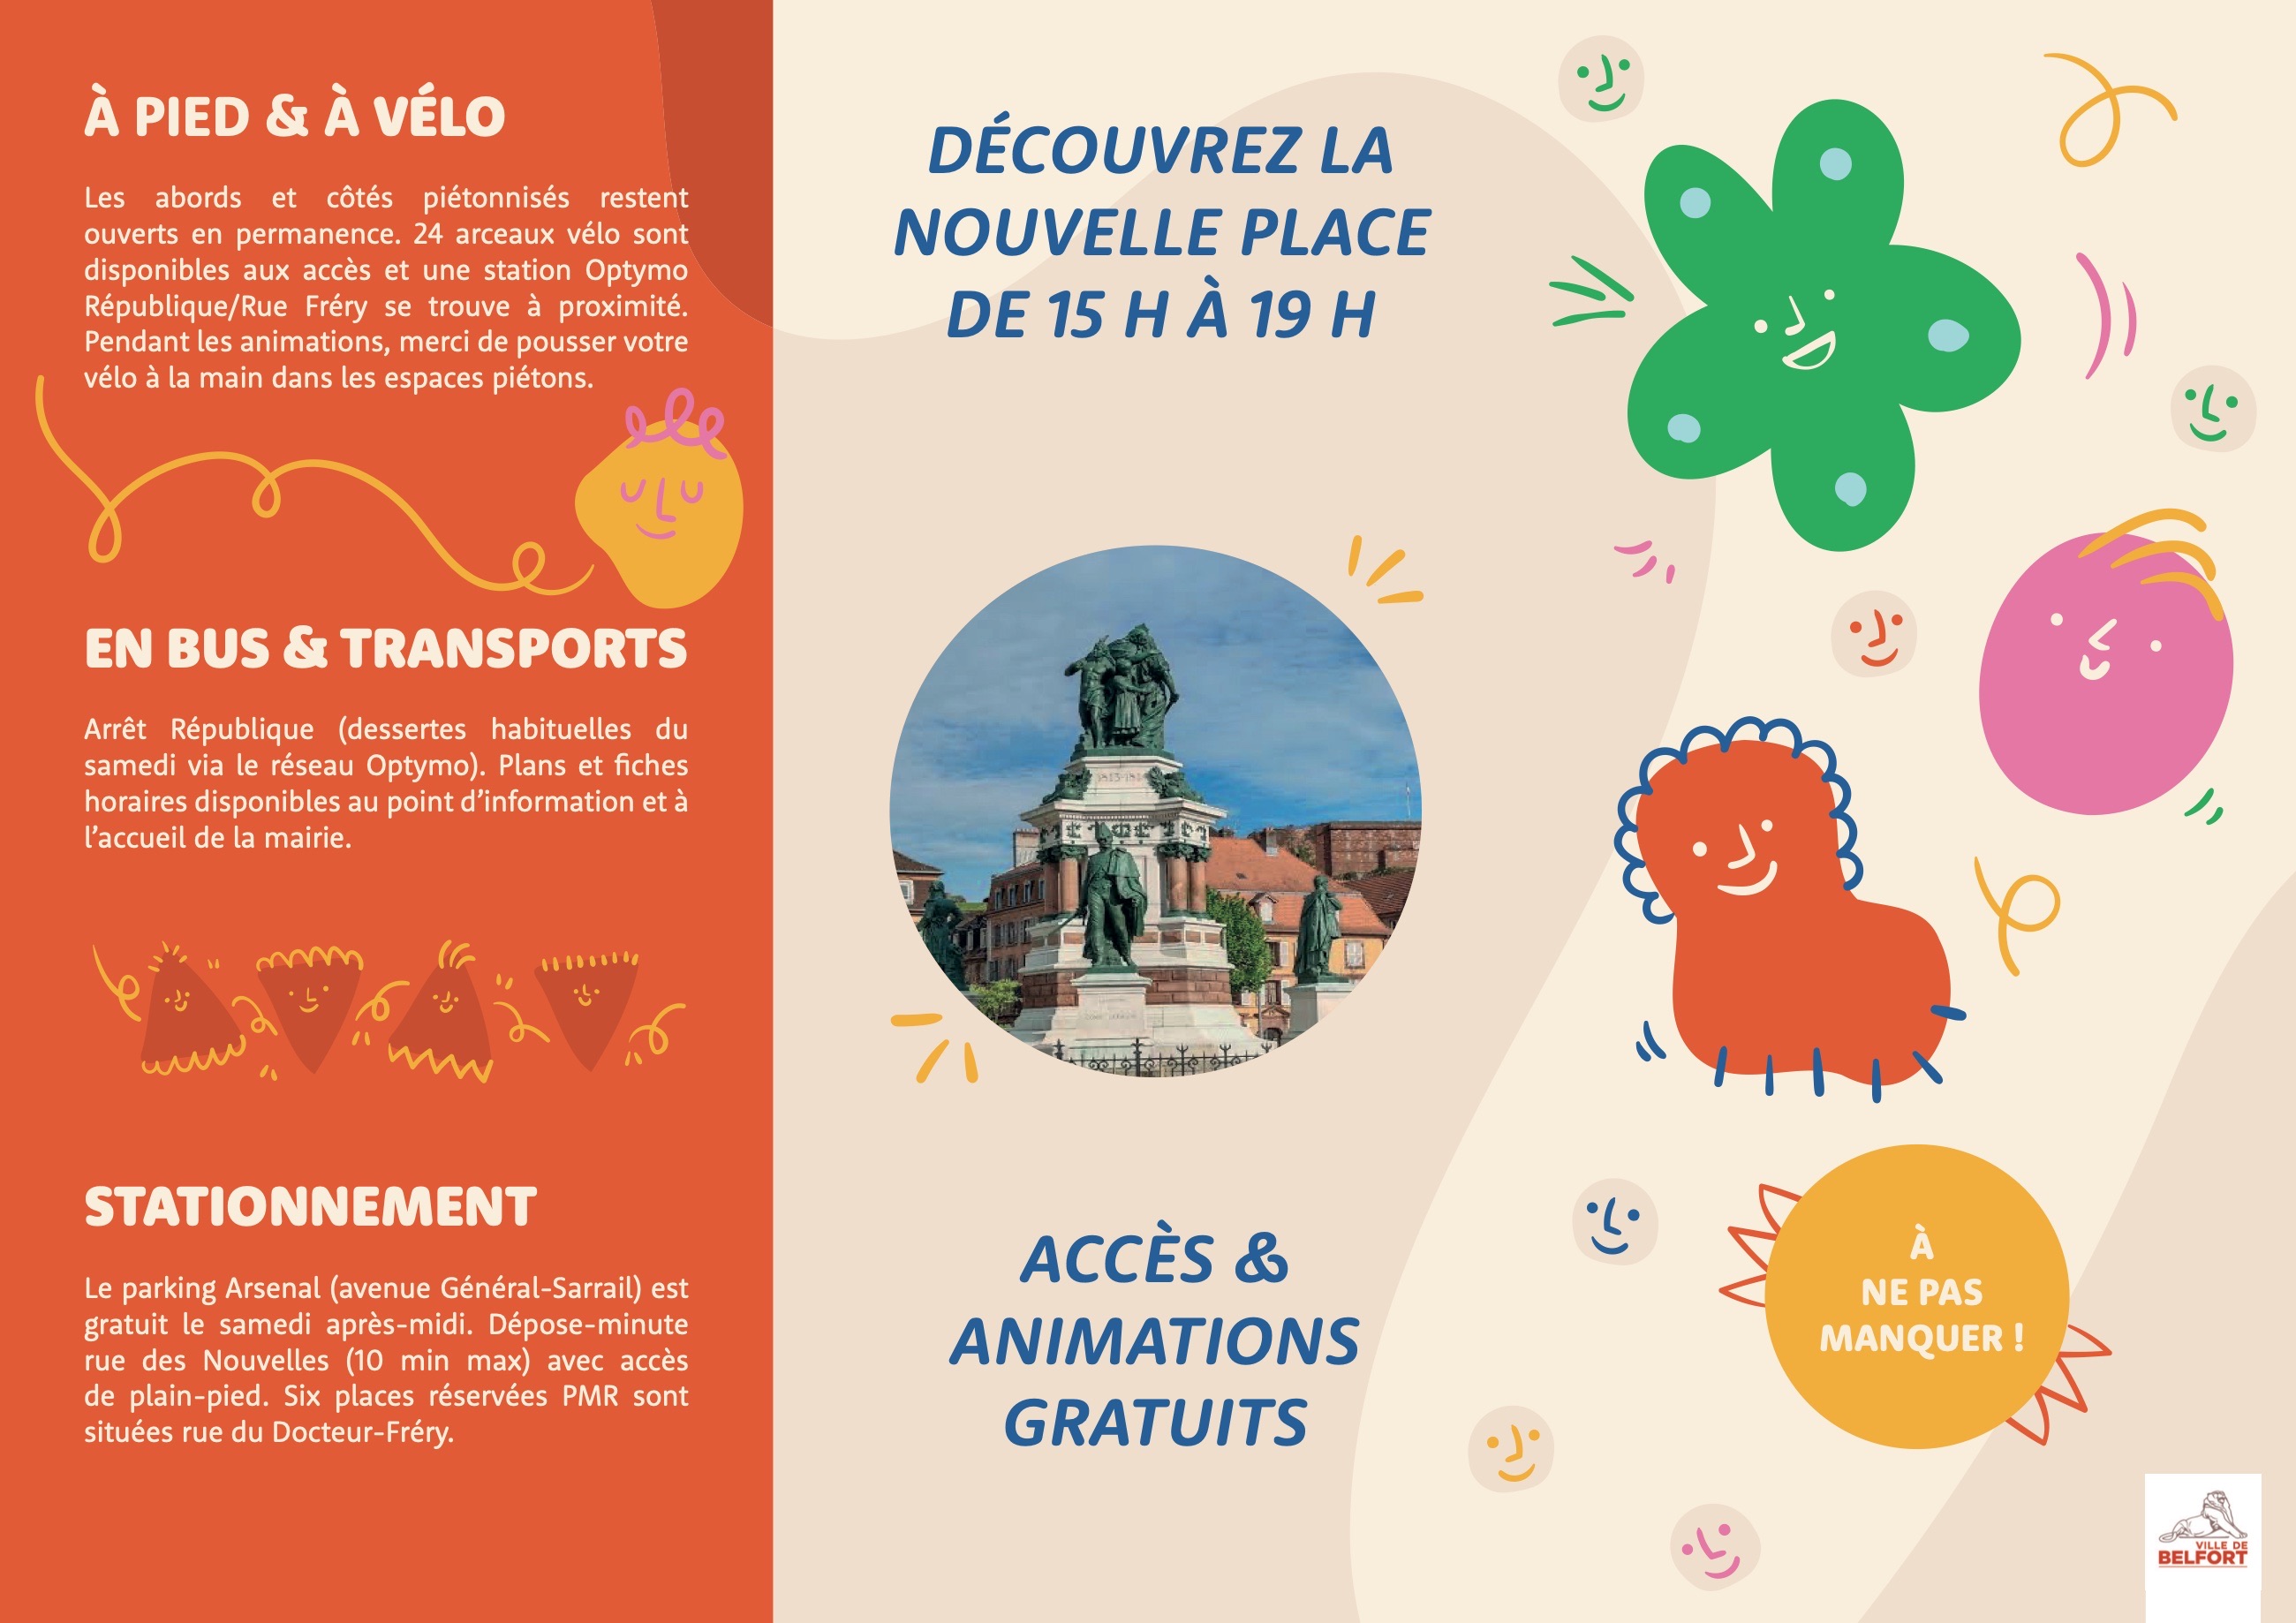 À PIED & À VÉLO
Les abords et côtés piétonnisés restent
ouverts en permanence. 24 arceaux vélo sont
disponibles aux accès et une station Optymo
République/Rue Fréry se trouve à proximité.
Pendant les animations, merci de pousser votre
vélo à la main dans les espaces piétons.
EN BUS & TRANSPORTS
Arrêt République (dessertes habituelles du
samedi via le réseau Optymo). Plans et fiches
horaires disponibles au point d’information et à
l’accueil de la mairie.
STATIONNEMENT
Le parking Arsenal (avenue Général-Sarrail) est
gratuit le samedi après-midi. Dépose-minute
rue des Nouvelles (10 min max) avec accès
de plain-pied. Six places réservées PMR sont
situées rue du Docteur-Fréry.
DÉCOUVREZ LA
NOUVELLE PLACE
DE 15 H À 19 H
ACCÈS &
ANIMATIONS
GRATUITS
À
NE PAS
MANQUER !
VILLE DE
BELFORT